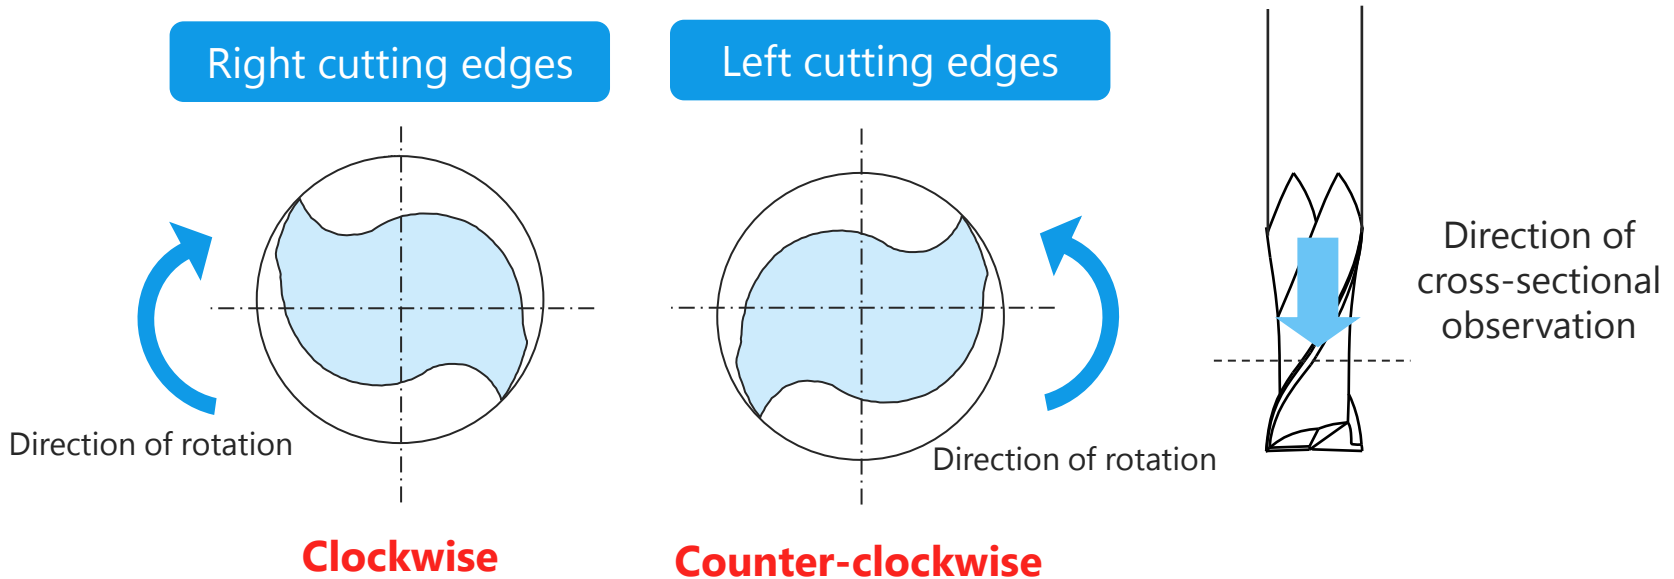 Right cutting edges
Left cutting edges
Direction of
cross-sectional
observation
Direction of rotation
Direction of rotation
Clockwise
Counter-clockwise